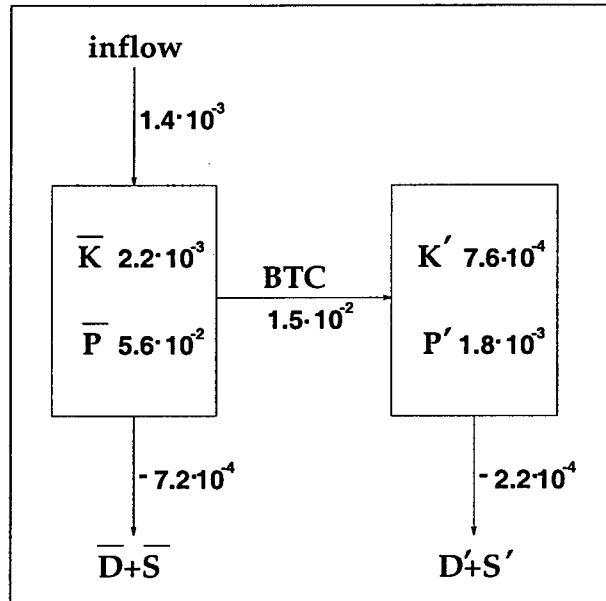 inflow
1.4·10⁻³
K̅ 2.2·10⁻³
P̅ 5.6·10⁻²
BTC
1.5·10⁻²
K′ 7.6·10⁻⁴
P′ 1.8·10⁻³
- 7.2·10⁻⁴
- 2.2·10⁻⁴
D̅+S̅
D′+S′